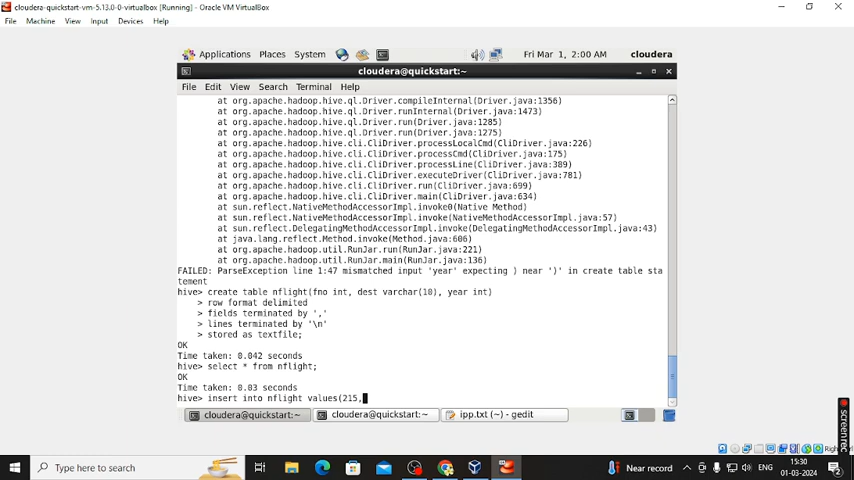 cloudera-quickstart-vm-5.13.0-0-virtualbox [Running] - Oracle VM VirtualBox
File Machine View Input Devices Help
Applications Places System Fri Mar 1, 2:00 AM cloudera
cloudera@quickstart:~
File Edit View Search Terminal Help
at org.apache.hadoop.hive.ql.Driver.compileInternal(Driver.java:1356)
at org.apache.hadoop.hive.ql.Driver.runInternal(Driver.java:1473)
at org.apache.hadoop.hive.ql.Driver.run(Driver.java:1285)
at org.apache.hadoop.hive.ql.Driver.run(Driver.java:1275)
at org.apache.hadoop.hive.cli.CliDriver.processLocalCmd(CliDriver.java:226)
at org.apache.hadoop.hive.cli.CliDriver.processCmd(CliDriver.java:175)
at org.apache.hadoop.hive.cli.CliDriver.processLine(CliDriver.java:389)
at org.apache.hadoop.hive.cli.CliDriver.executeDriver(CliDriver.java:781)
at org.apache.hadoop.hive.cli.CliDriver.run(CliDriver.java:699)
at org.apache.hadoop.hive.cli.CliDriver.main(CliDriver.java:634)
at sun.reflect.NativeMethodAccessorImpl.invoke0(Native Method)
at sun.reflect.NativeMethodAccessorImpl.invoke(NativeMethodAccessorImpl.java:57)
at sun.reflect.DelegatingMethodAccessorImpl.invoke(DelegatingMethodAccessorImpl.java:43)
at java.lang.reflect.Method.invoke(Method.java:606)
at org.apache.hadoop.util.RunJar.run(RunJar.java:221)
at org.apache.hadoop.util.RunJar.main(RunJar.java:136)
FAILED: ParseException line 1:47 mismatched input 'year' expecting ) near ')' in create table sta
tement
hive> create table nflight(fno int, dest varchar(10), year int)
> row format delimited
> fields terminated by ','
> lines terminated by '\n'
> stored as textfile;
OK
Time taken: 0.042 seconds
hive> select * from nflight;
OK
Time taken: 0.03 seconds
hive> insert into nflight values(215,
cloudera@quickstart:~ cloudera@quickstart:~ ipp.txt (~) - gedit
Type here to search Near record ENG 15:30
01-03-2024 2